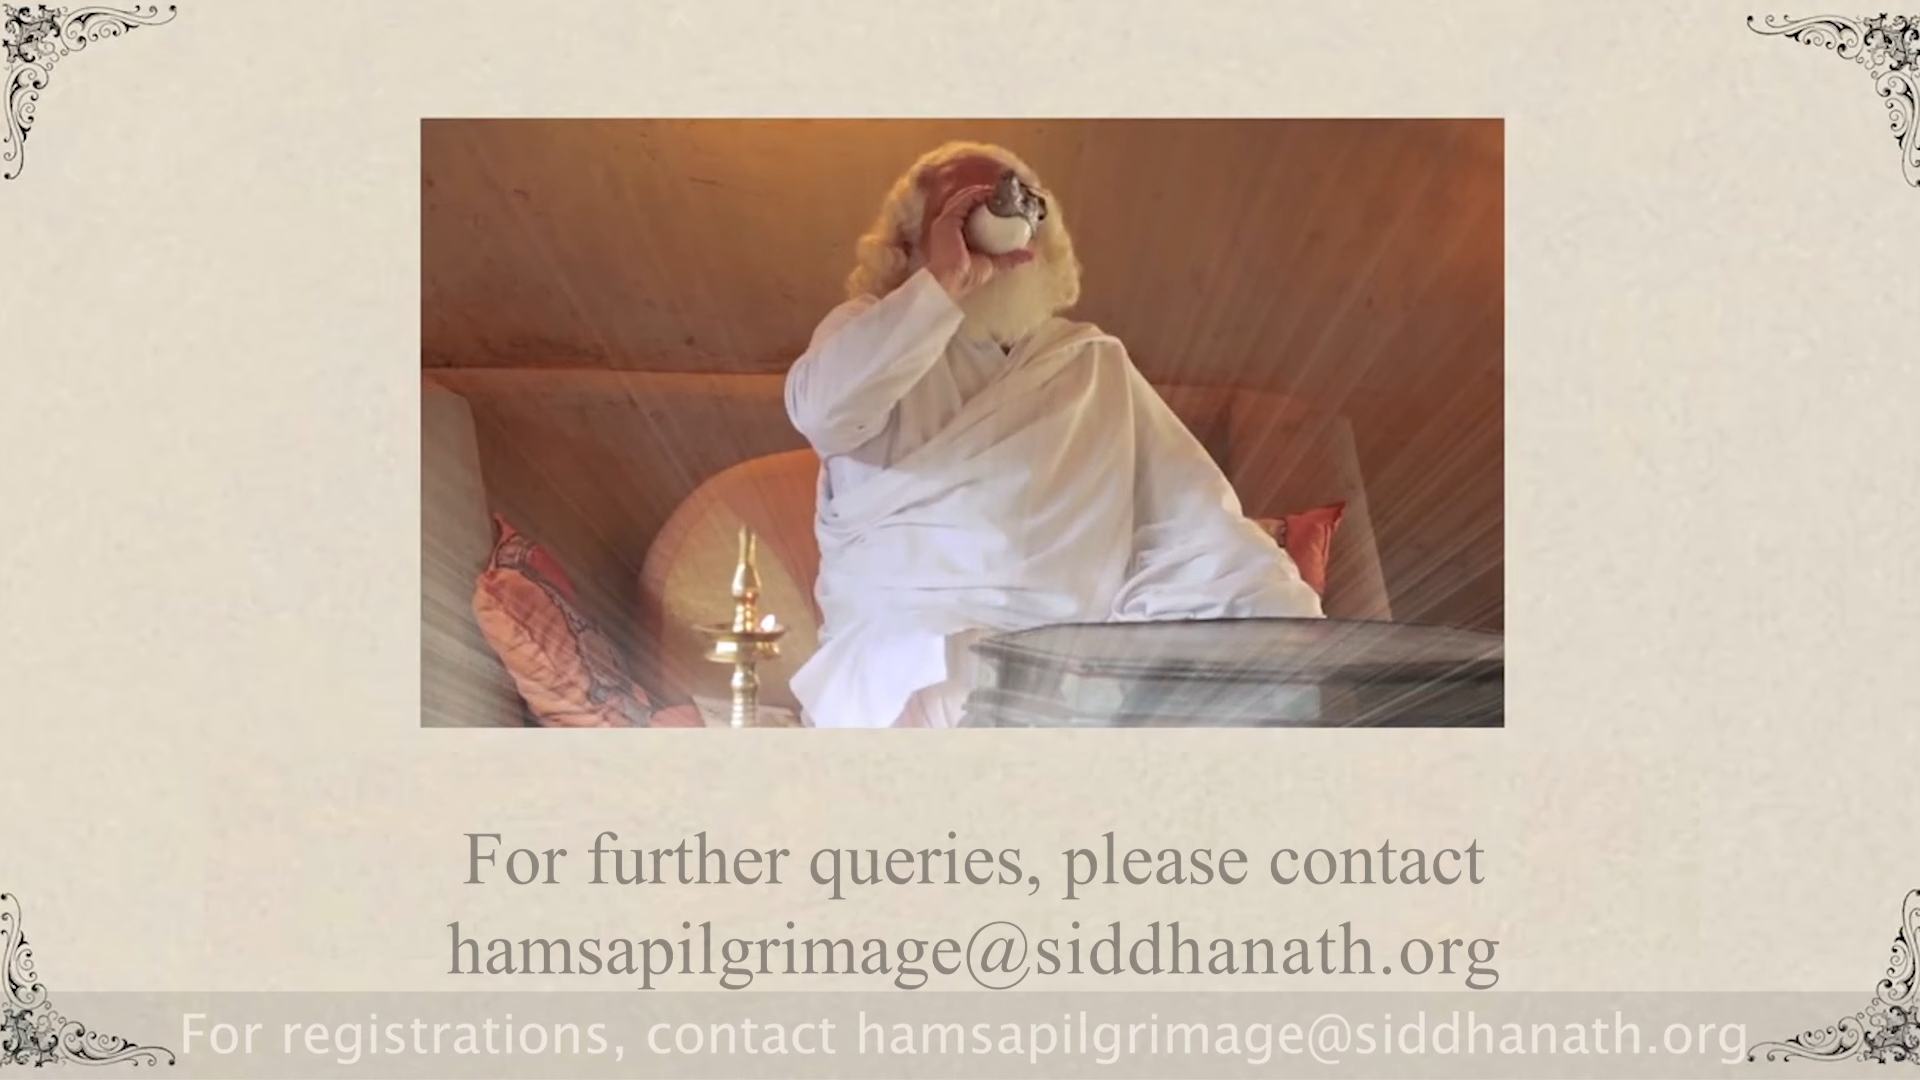 For further queries, please contact
hamsapilgrimage@siddhanath.org
For registrations, contact hamsapilgrimage@siddhanath.org